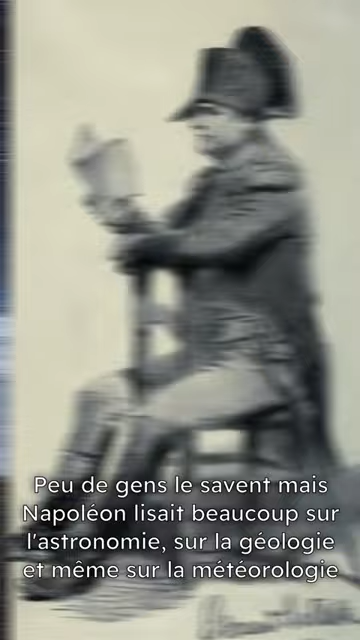 Peu de gens le savent mais
Napoléon lisait beaucoup sur
l'astronomie, sur la géologie
et même sur la météorologie